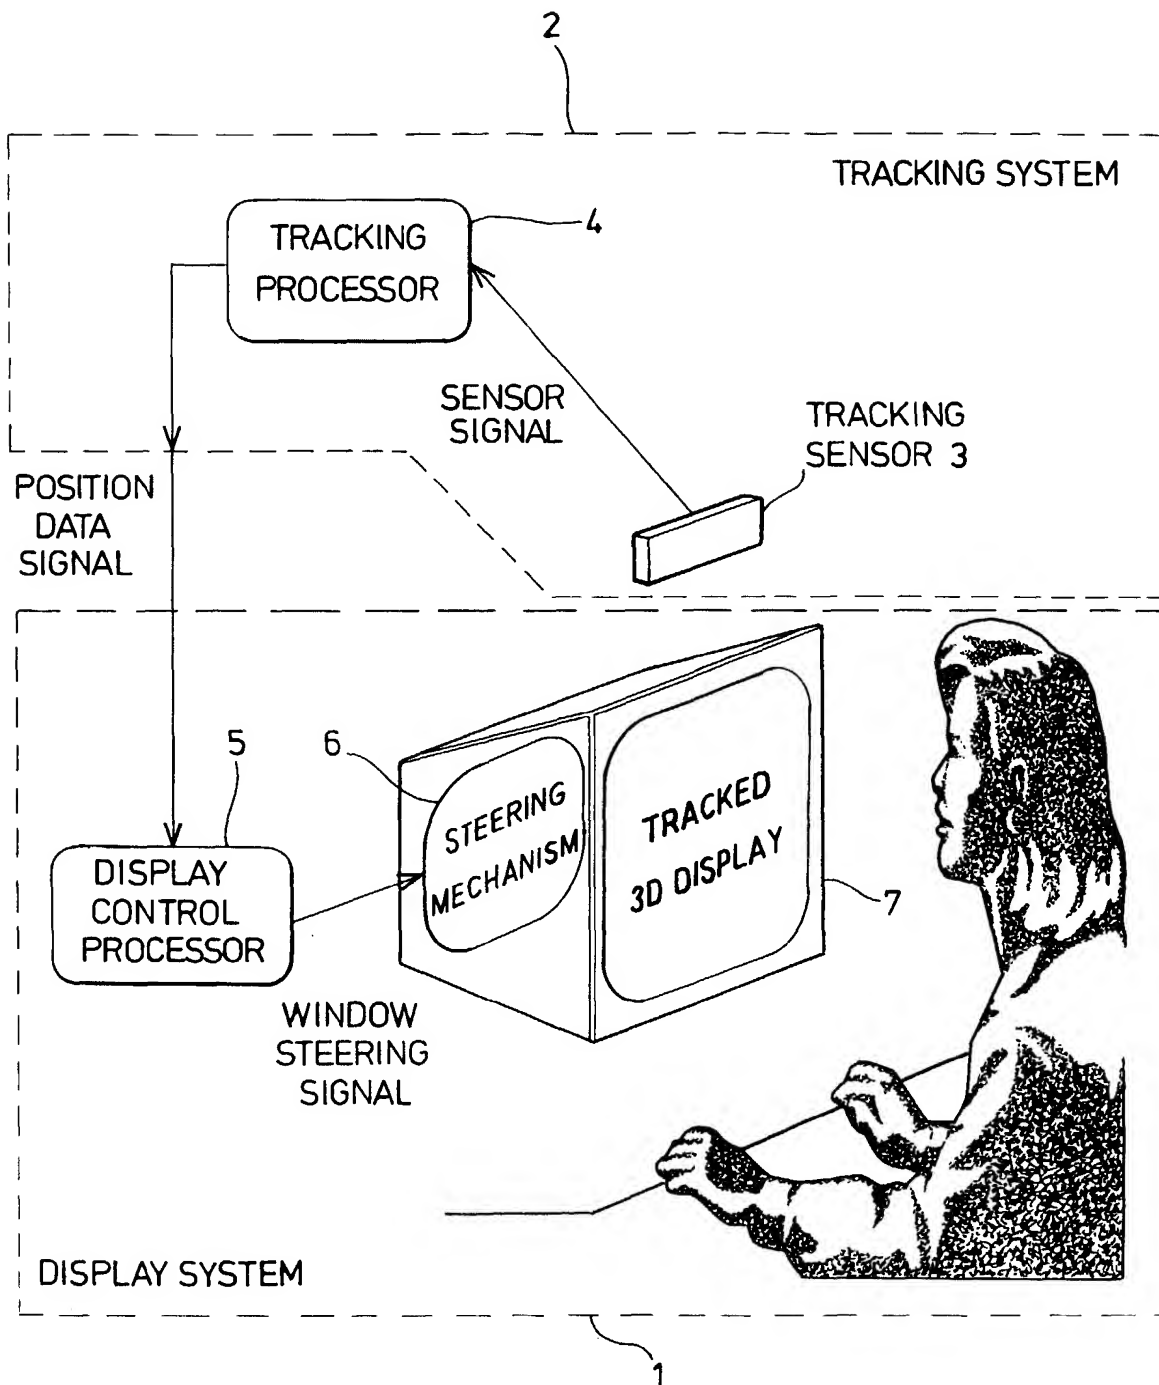 2
TRACKING SYSTEM
TRACKING
PROCESSOR
4
SENSOR
SIGNAL
TRACKING
SENSOR 3
POSITION
DATA
SIGNAL
5
6
STEERING
MECHANISM
TRACKED
3D DISPLAY
7
DISPLAY
CONTROL
PROCESSOR
WINDOW
STEERING
SIGNAL
DISPLAY SYSTEM
1